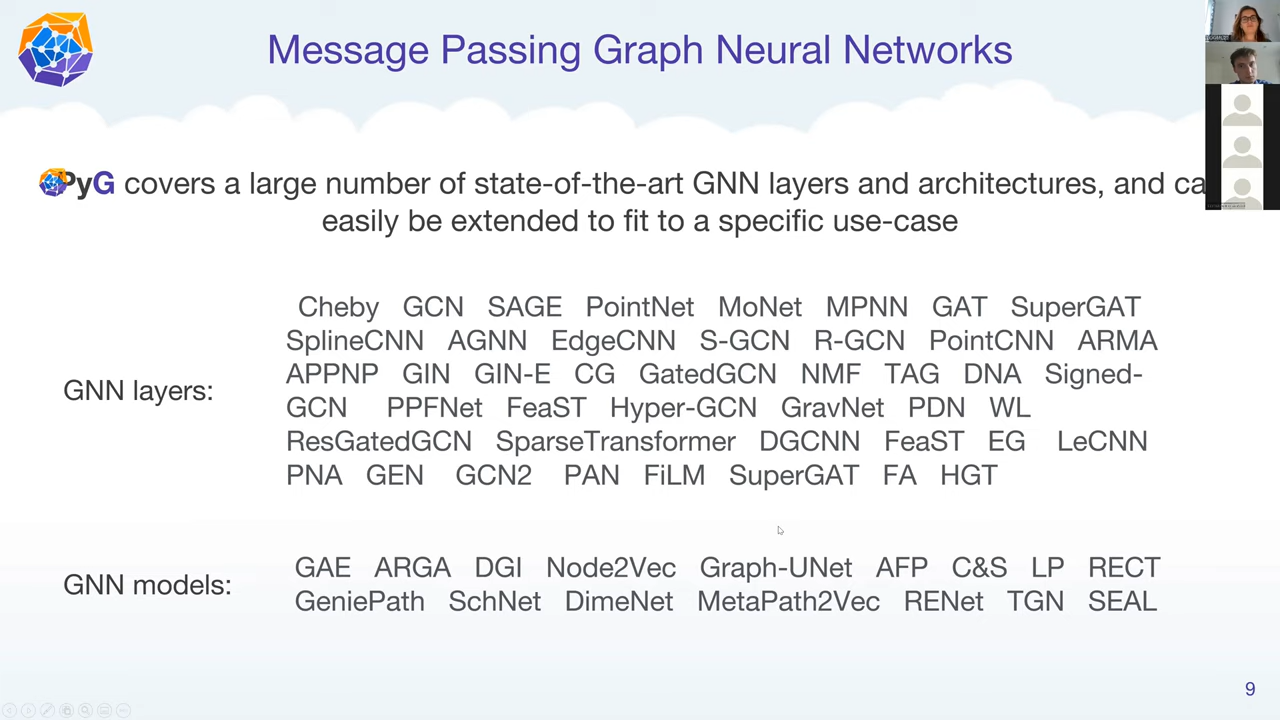 Message Passing Graph Neural Networks
PyG covers a large number of state-of-the-art GNN layers and architectures, and ca
easily be extended to fit to a specific use-case
GNN layers:
Cheby GCN SAGE PointNet MoNet MPNN GAT SuperGAT
SplineCNN AGNN EdgeCNN S-GCN R-GCN PointCNN ARMA
APPNP GIN GIN-E CG GatedGCN NMF TAG DNA Signed-
GCN PPFNet FeaST Hyper-GCN GravNet PDN WL
ResGatedGCN SparseTransformer DGCNN FeaST EG LeCNN
PNA GEN GCN2 PAN FiLM SuperGAT FA HGT
GNN models:
GAE ARGA DGI Node2Vec Graph-UNet AFP C&S LP RECT
GeniePath SchNet DimeNet MetaPath2Vec RENet TGN SEAL
9